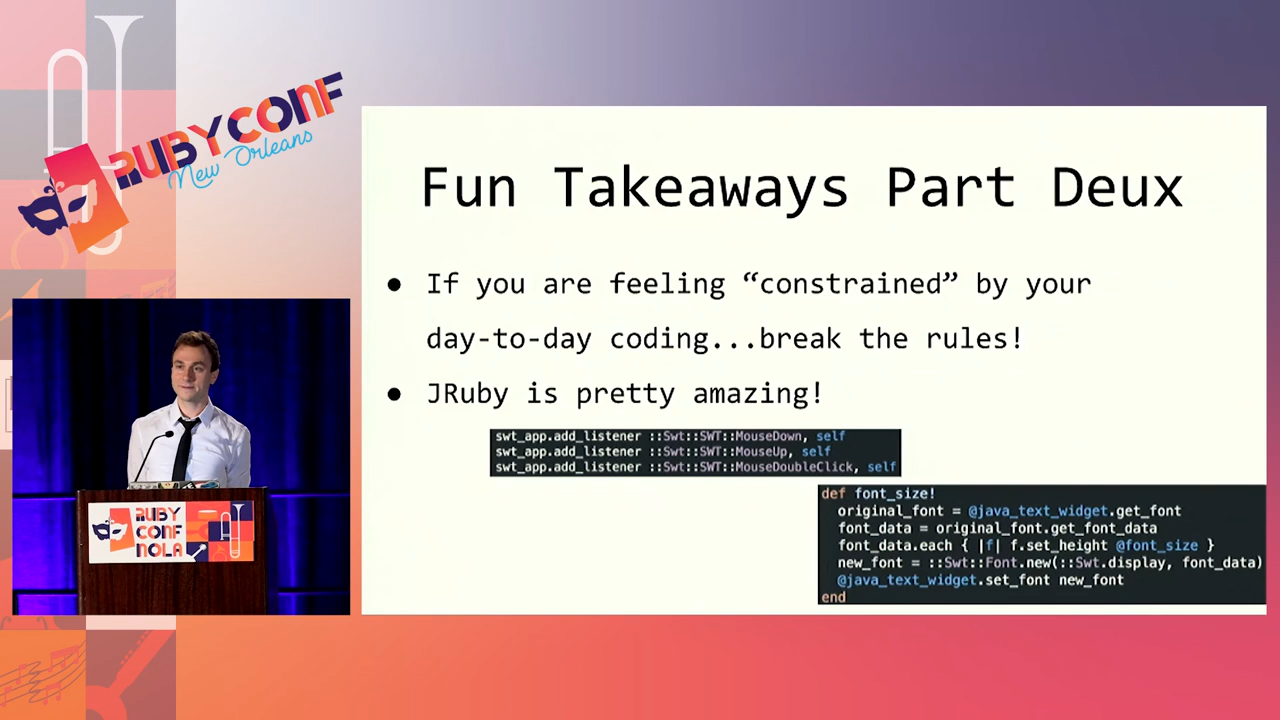 RUBYCONF
New Orleans
Fun Takeaways Part Deux
● If you are feeling “constrained” by your
day-to-day coding...break the rules!
● JRuby is pretty amazing!
swt_app.add_listener ::Swt::SWT::MouseDown, self
swt_app.add_listener ::Swt::SWT::MouseUp, self
swt_app.add_listener ::Swt::SWT::MouseDoubleClick, self
def font_size!
original_font = @java_text_widget.get_font
font_data = original_font.get_font_data
font_data.each { |f| f.set_height @font_size }
new_font = ::Swt::Font.new(::Swt.display, font_data)
@java_text_widget.set_font new_font
end
RUBY
CONF
NOLA